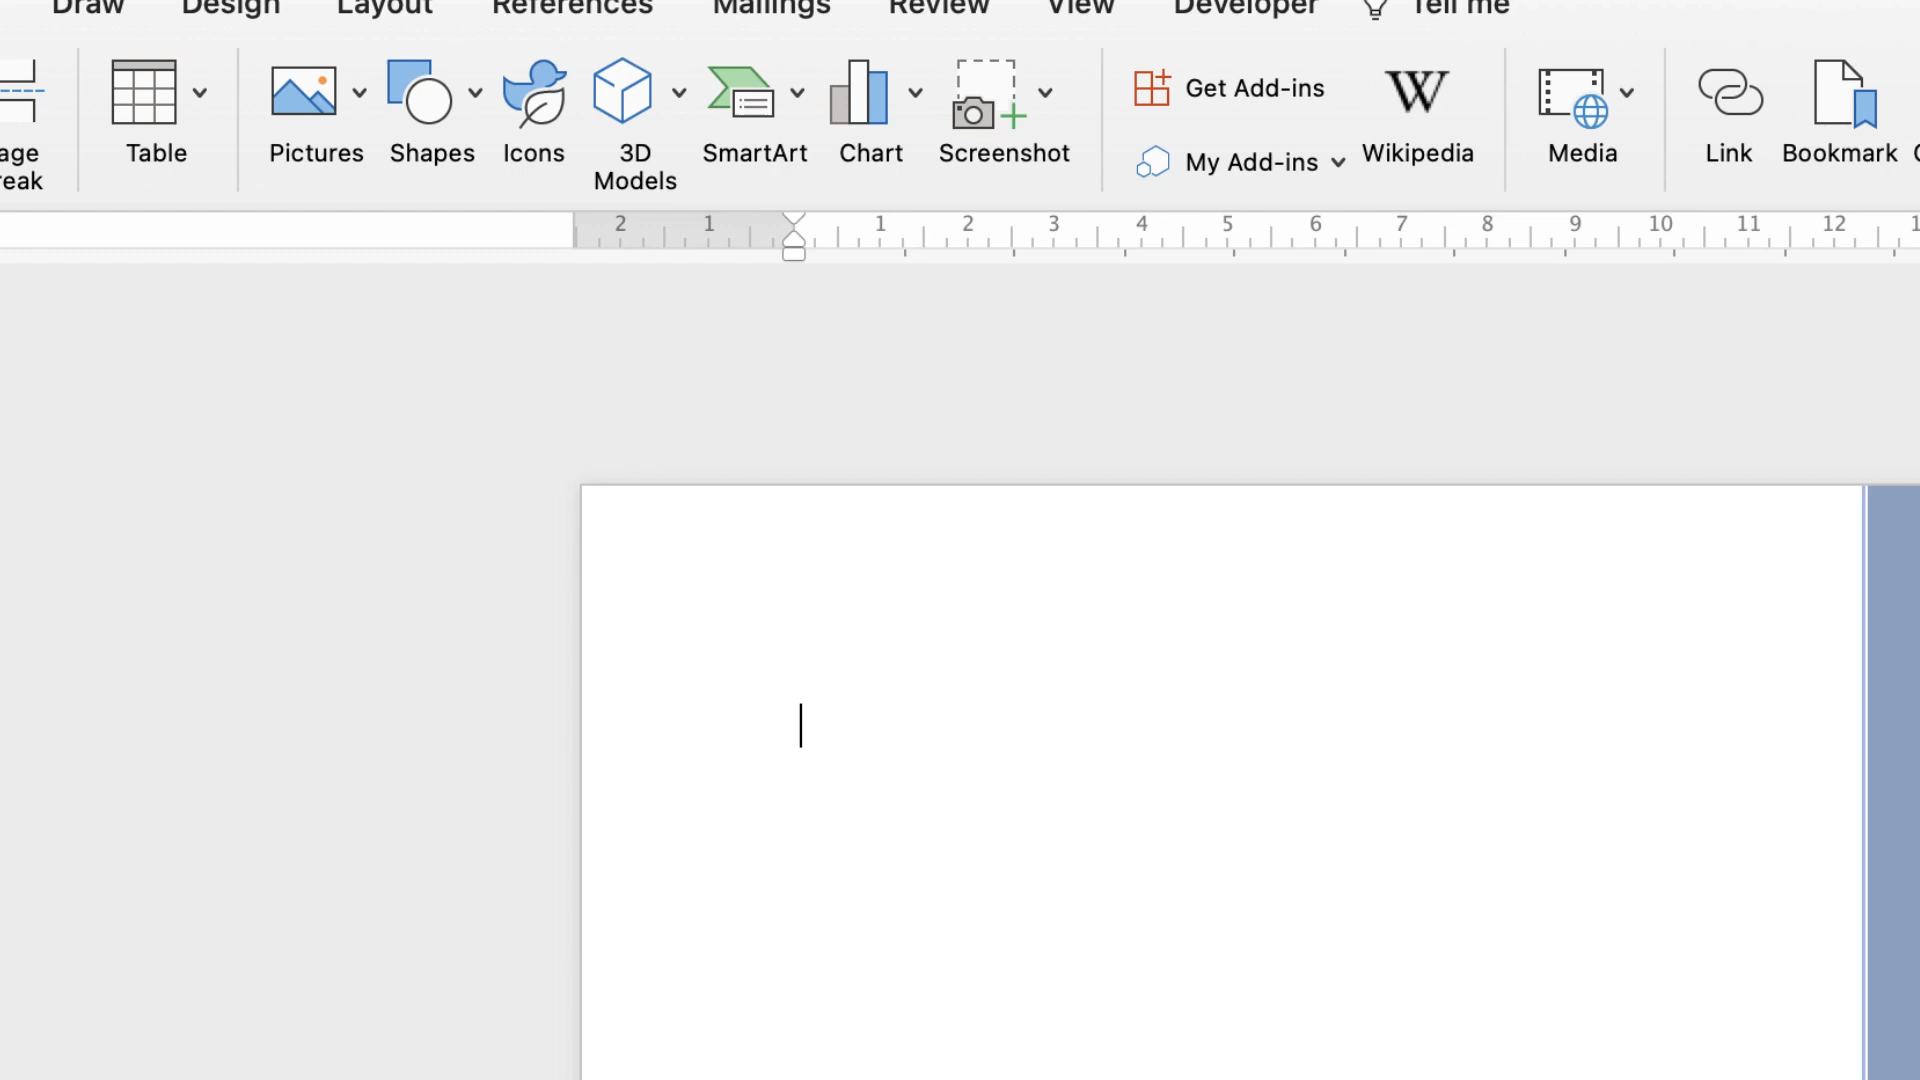 Draw Design Layout References Mailings Review View Developer Tell me
Table Pictures Shapes Icons 3D Models SmartArt Chart Screenshot Get Add-ins My Add-ins Wikipedia Media Link Bookmark
age
reak
2 1 1 2 3 4 5 6 7 8 9 10 11 12